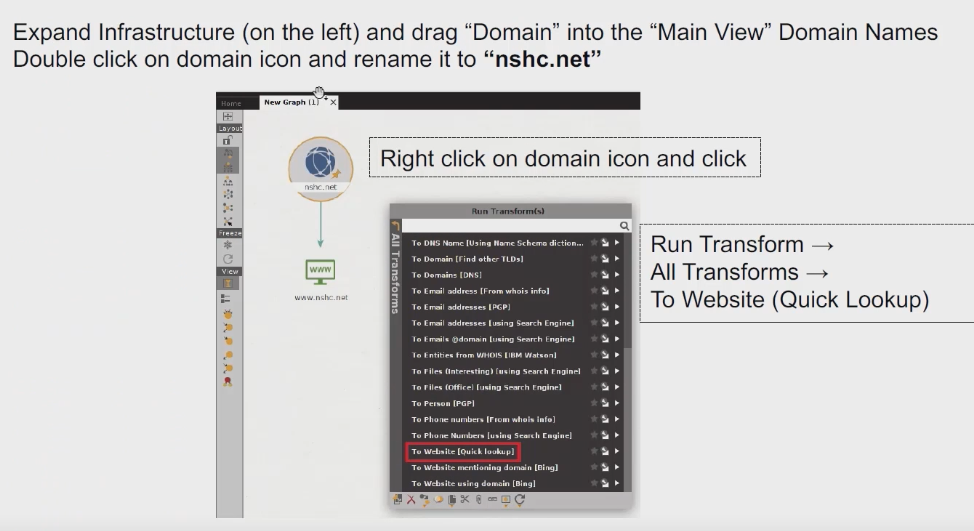 Expand Infrastructure (on the left) and drag “Domain” into the “Main View” Domain Names
Double click on domain icon and rename it to “nshc.net”
Home
New Graph (1)
Layout
Freeze
View
nshc.net
www
www.nshc.net
Right click on domain icon and click
Run Transform(s)
All Transforms
To DNS Name [Using Name Schema diction...
To Domain [Find other TLDs]
To Domains [DNS]
To Email address [From whois info]
To Email addresses [PGP]
To Email addresses [using Search Engine]
To Emails @domain [using Search Engine]
To Entities from WHOIS [IBM Watson]
To Files (Interesting) [using Search Engine]
To Files (Office) [using Search Engine]
To Person [PGP]
To Phone numbers [From whois info]
To Phone Numbers [using Search Engine]
To Website [Quick lookup]
To Website mentioning domain [Bing]
To Website using domain [Bing]
Run Transform →
All Transforms →
To Website (Quick Lookup)